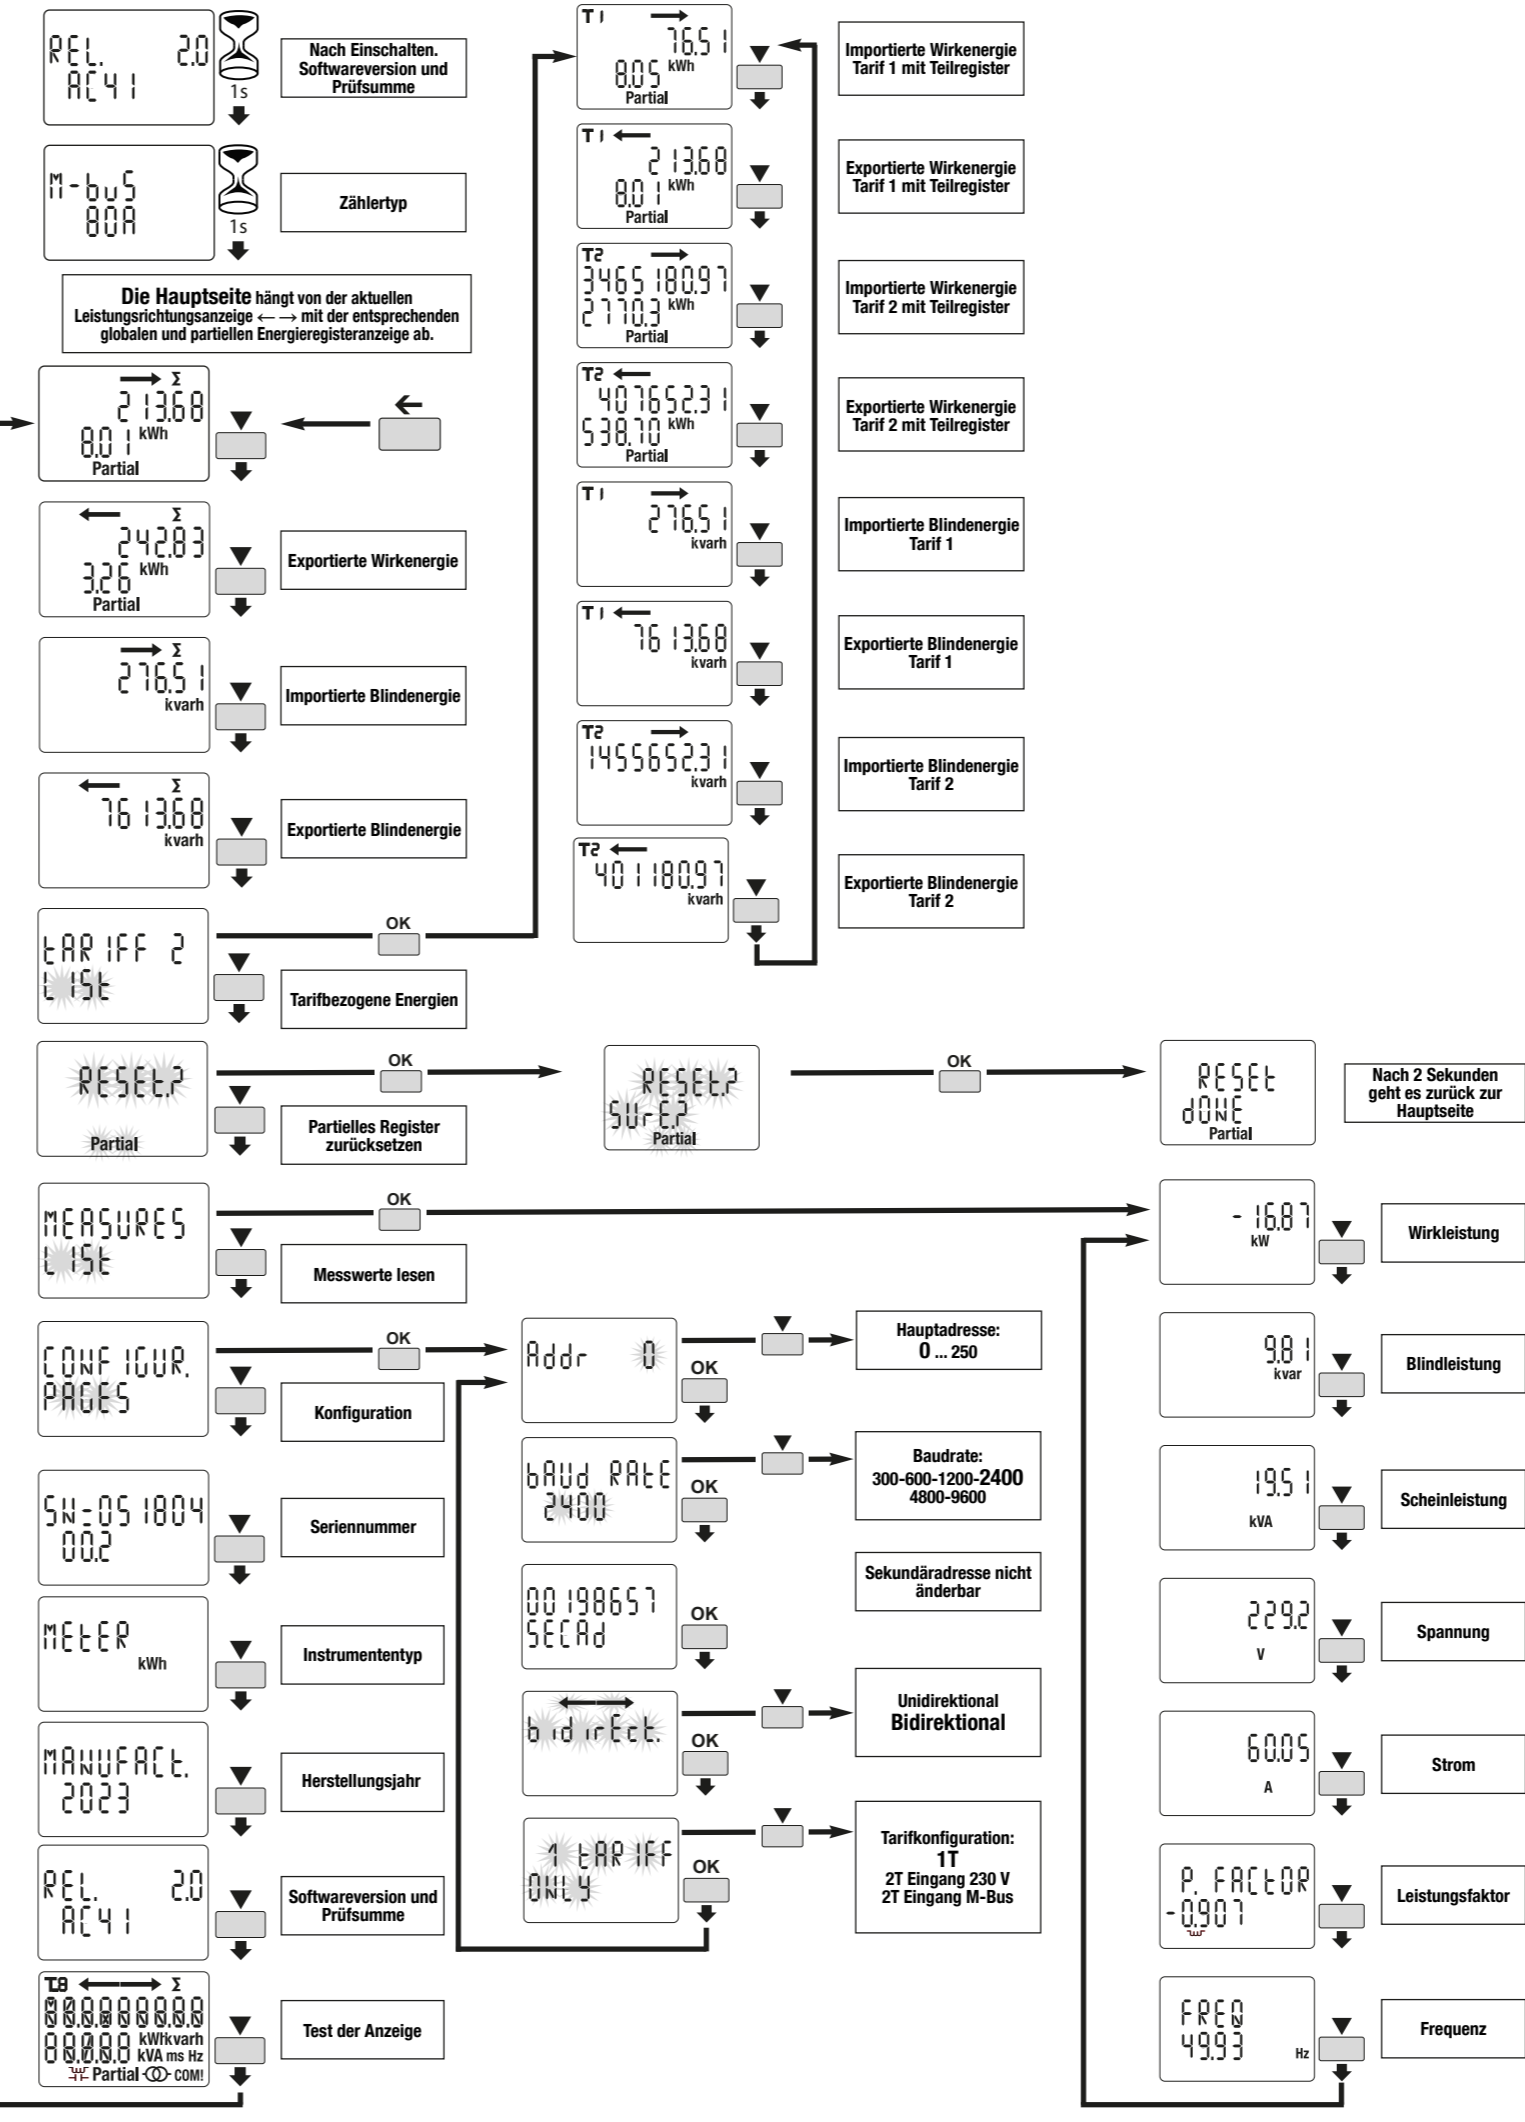 REL. 2.0
AC41
1s
Nach Einschalten.
Softwareversion und
Prüfsumme
M-buS
80A
1s
Zählertyp
Die Hauptseite hängt von der aktuellen
Leistungsrichtungsanzeige ←→ mit der entsprechenden
globalen und partiellen Energieregisteranzeige ab.
Σ
213.68
8.01 kWh
Partial
Σ
242.83
3.26 kWh
Partial
Exportierte Wirkenergie
Σ
276.51
kvarh
Importierte Blindenergie
Σ
7613.68
kvarh
Exportierte Blindenergie
tARIFF 2
LISt
OK
Tarifbezogene Energien
T1
76.51
8.05 kWh
Partial
Importierte Wirkenergie
Tarif 1 mit Teilregister
T1
213.68
8.01 kWh
Partial
Exportierte Wirkenergie
Tarif 1 mit Teilregister
T2
3465180.97
2770.3 kWh
Partial
Importierte Wirkenergie
Tarif 2 mit Teilregister
T2
407652.31
538.70 kWh
Partial
Exportierte Wirkenergie
Tarif 2 mit Teilregister
T1
276.51
kvarh
Importierte Blindenergie
Tarif 1
T1
7613.68
kvarh
Exportierte Blindenergie
Tarif 1
T2
1455652.31
kvarh
Importierte Blindenergie
Tarif 2
T2
401180.97
kvarh
Exportierte Blindenergie
Tarif 2
RESEt.?
Partial
OK
Partielles Register
zurücksetzen
RESEt.?
SUrE.?
Partial
OK
RESEt
dONE
Partial
Nach 2 Sekunden
geht es zurück zur
Hauptseite
MEASURES
LISt
OK
Messwerte lesen
CONFIGUR.
PAGES
OK
Konfiguration
SN=051804
00.2
Seriennummer
MEtER
kWh
Instrumententyp
MANUFACt.
2023
Herstellungsjahr
REL. 2.0
AC41
Softwareversion und
Prüfsumme
T.8 Σ
kWhkvarh
kVA ms Hz
Partial COM!
Test der Anzeige
Addr 0
OK
Hauptadresse:
0 ... 250
bAUd RAtE
2400
OK
Baudrate:
300-600-1200-2400
4800-9600
00198657
SECAd
OK
Sekundäradresse nicht
änderbar
bidirEct.
OK
Unidirektional
Bidirektional
1 tARIFF
ONLY
OK
Tarifkonfiguration:
1T
2T Eingang 230 V
2T Eingang M-Bus
-16.87
kW
Wirkleistung
9.81
kvar
Blindleistung
19.51
kVA
Scheinleistung
229.2
V
Spannung
60.05
A
Strom
P. FACtOR
-0.907
Leistungsfaktor
FREQ
49.93 Hz
Frequenz